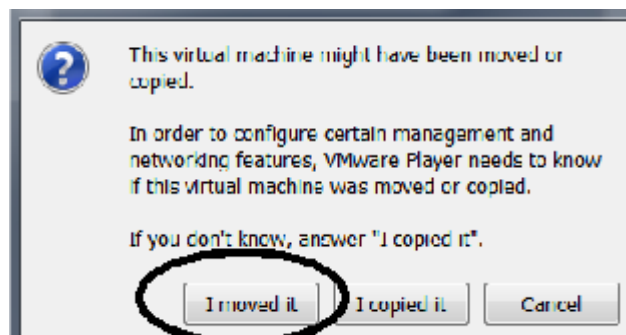 This virtual machine might have been moved or
copied.
In order to configure certain management and
networking features, VMware Player needs to know
if this virtual machine was moved or copied.
If you don't know, answer "I copied it".
I moved it I copied it Cancel